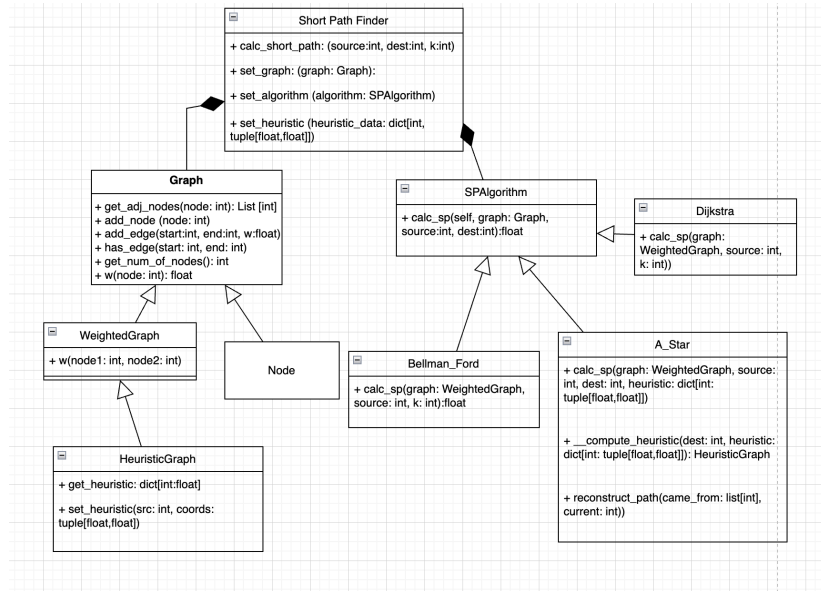 Short Path Finder
+ calc_short_path: (source:int, dest:int, k:int)
+ set_graph: (graph: Graph):
+ set_algorithm (algorithm: SPAlgorithm)
+ set_heuristic (heuristic_data: dict[int,
tuple[float,float]])
Graph
+ get_adj_nodes(node: int): List [int]
+ add_node (node: int)
+ add_edge(start:int, end:int, w:float)
+ has_edge(start: int, end: int)
+ get_num_of_nodes(): int
+ w(node: int): float
SPAlgorithm
+ calc_sp(self, graph: Graph,
source:int, dest:int):float
Dijkstra
+ calc_sp(graph:
WeightedGraph, source: int,
k: int))
WeightedGraph
+ w(node1: int, node2: int)
Node
Bellman_Ford
+ calc_sp(graph: WeightedGraph,
source: int, k: int):float
A_Star
+ calc_sp(graph: WeightedGraph, source:
int, dest: int, heuristic: dict[int:
tuple[float,float]])
+ __compute_heuristic(dest: int, heuristic:
dict[int: tuple[float,float]]): HeuristicGraph
+ reconstruct_path(came_from: list[int],
current: int))
HeuristicGraph
+ get_heuristic: dict[int:float]
+ set_heuristic(src: int, coords:
tuple[float,float])